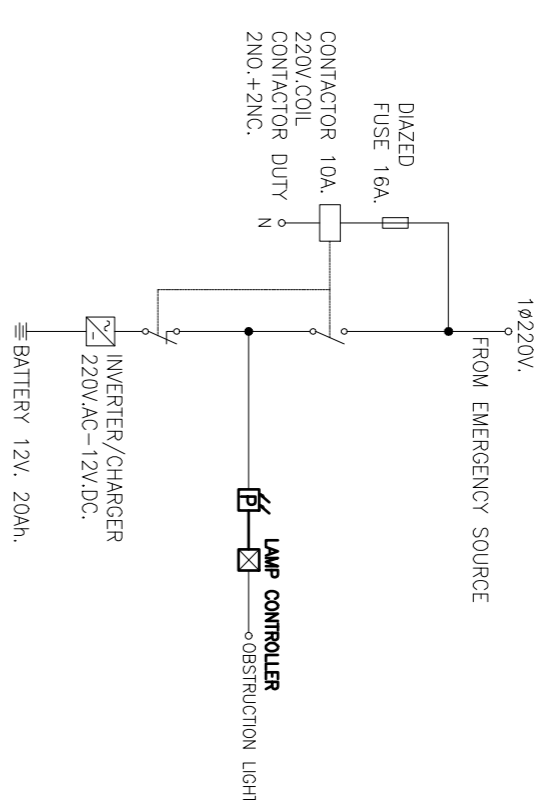 1ø220V.
FROM EMERGENCY SOURCE
DIAZED
FUSE 16A.
CONTACTOR 10A.
220V.COIL
CONTACTOR DUTY
2NO.+2NC.
N
P
LAMP CONTROLLER
OBSTRUCTION LIGHT
INVERTER/CHARGER
220V.AC-12V.DC.
BATTERY 12V. 20Ah.